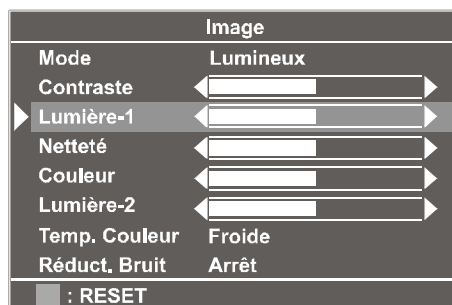 Image
Mode Lumineux
Contraste
Lumière-1
Netteté
Couleur
Lumière-2
Temp. Couleur Froide
Réduct. Bruit Arrêt
: RESET